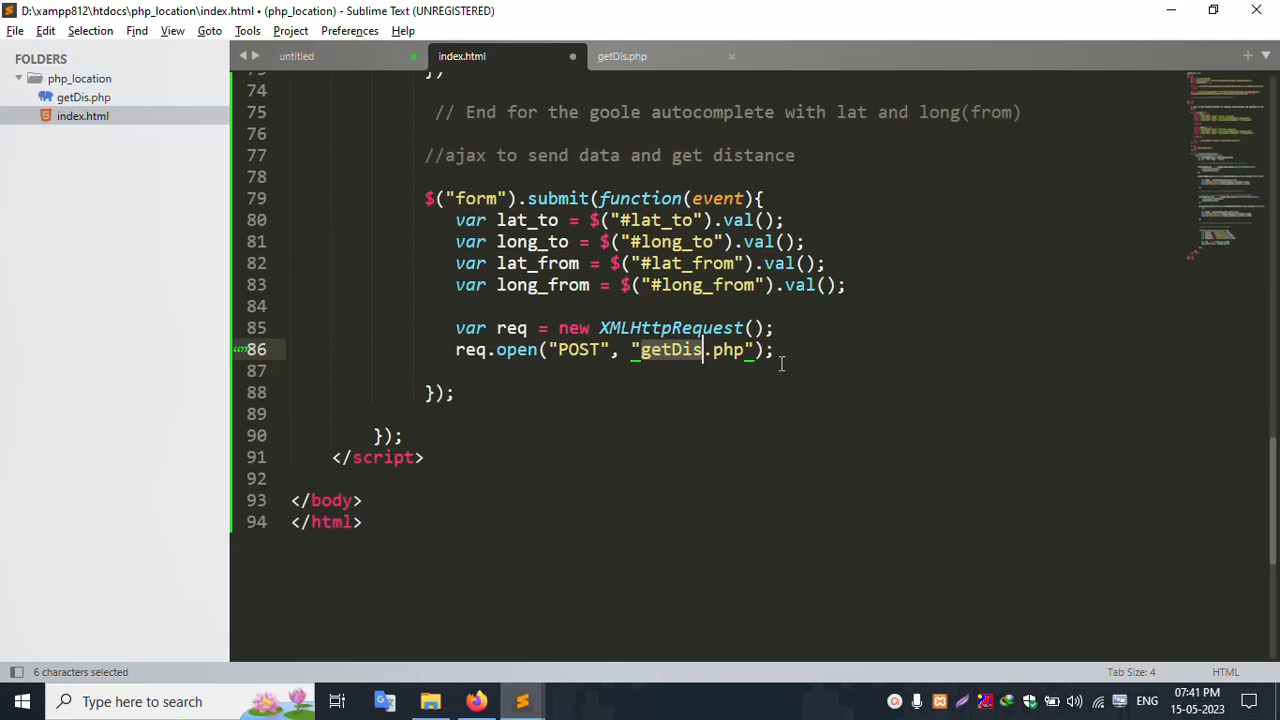 D:\xampp812\htdocs\php_location\index.html • (php_location) - Sublime Text (UNREGISTERED)
File Edit Selection Find View Goto Tools Project Preferences Help
FOLDERS
php_location
getDis.php
index.html
untitled
index.html
getDis.php
73 })
74
75 // End for the goole autocomplete with lat and long(from)
76
77 //ajax to send data and get distance
78
79 $("form").submit(function(event){
80 var lat_to = $("#lat_to").val();
81 var long_to = $("#long_to").val();
82 var lat_from = $("#lat_from").val();
83 var long_from = $("#long_from").val();
84
85 var req = new XMLHttpRequest();
86 req.open("POST", "getDis.php");
87
88 });
89
90 });
91 </script>
92
93 </body>
94 </html>
6 characters selected
Tab Size: 4
HTML
Type here to search
ENG
07:41 PM
15-05-2023